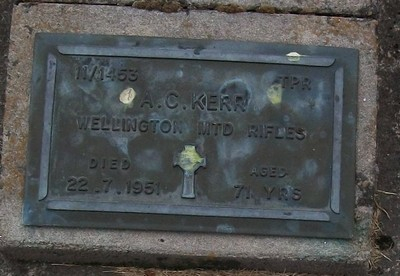 11/1453 TPR
A.C. KERR
WELLINGTON MTD RIFLES
DIED AGED
22.7.1951 71 YRS